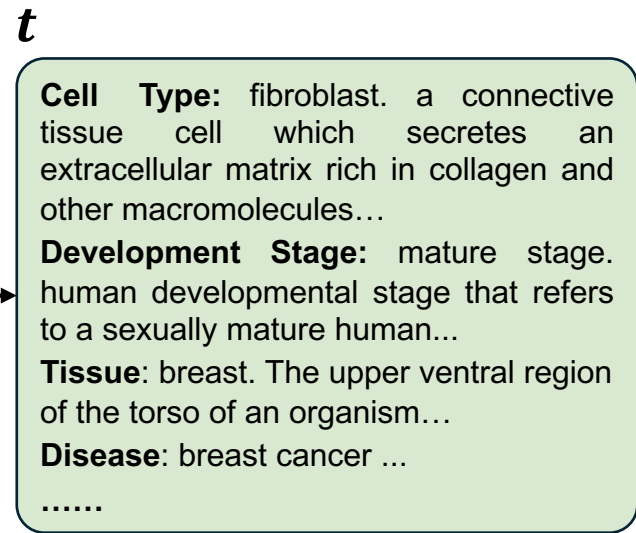 t
Cell Type: fibroblast. a connective
tissue cell which secretes an
extracellular matrix rich in collagen and
other macromolecules…
Development Stage: mature stage.
human developmental stage that refers
to a sexually mature human...
Tissue: breast. The upper ventral region
of the torso of an organism…
Disease: breast cancer ...
……